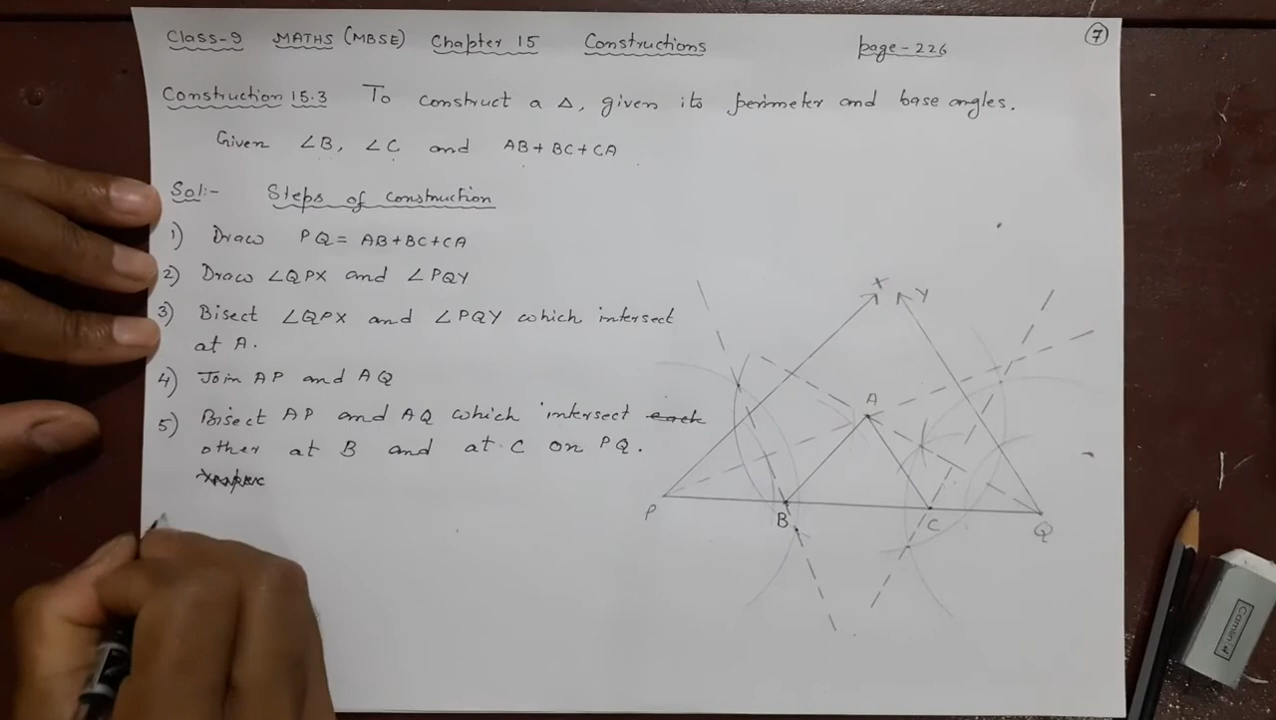 Class-9 MATHS (MBSE) Chapter 15 Constructions page-226 7
Construction 15.3 To construct a Δ, given its perimeter and base angles.
Given ∠B, ∠C and AB+BC+CA
Sol:- Steps of construction
1) Draw PQ = AB+BC+CA
2) Draw ∠QPX and ∠PQY
3) Bisect ∠QPX and ∠PQY which intersect
at A.
4) Join AP and AQ
5) Bisect AP and AQ which intersect each
other at B and at C on PQ.
X Y
A
P B C Q
Camlin